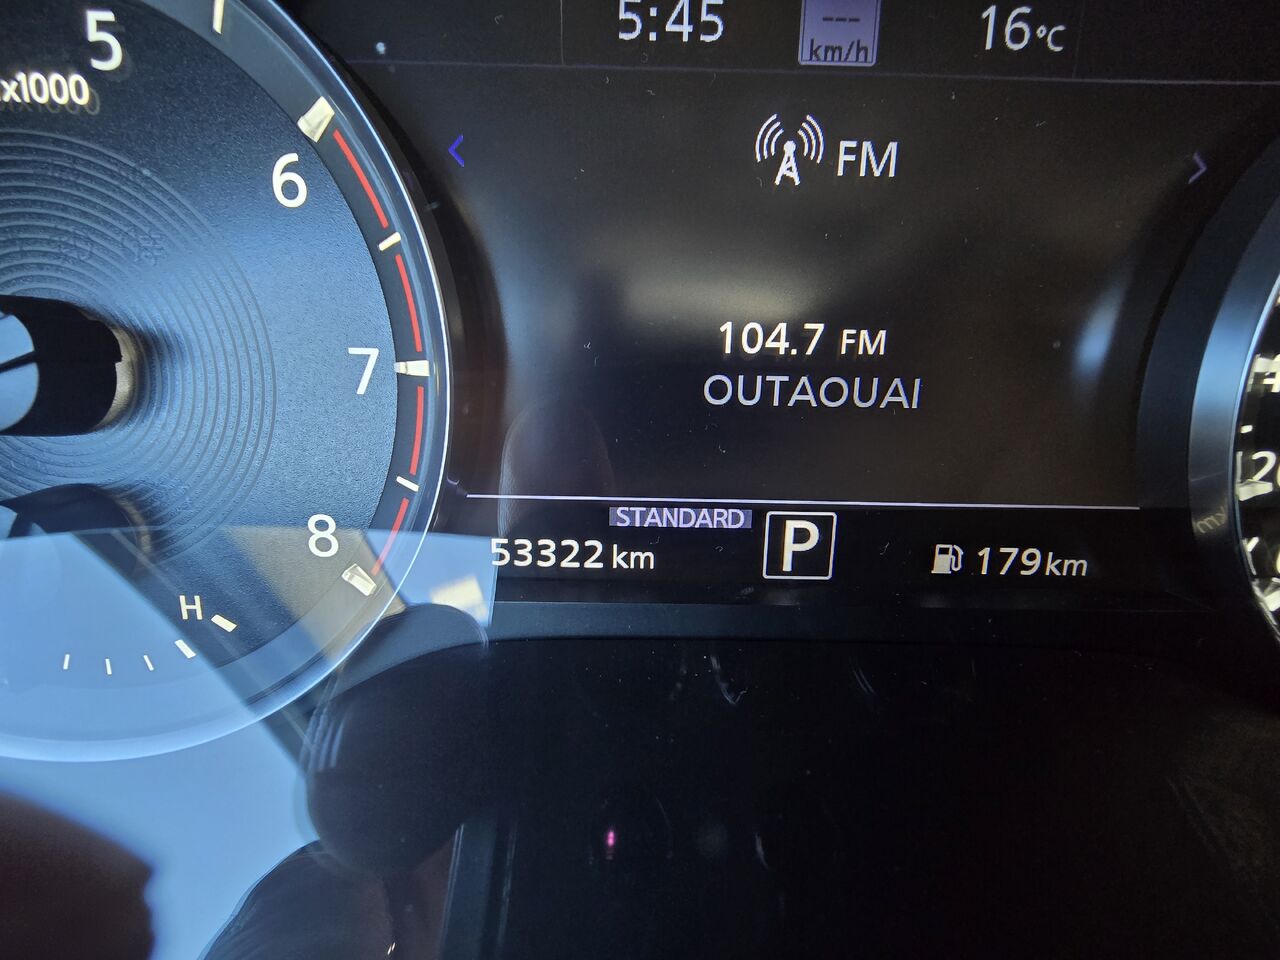 5:45
---
km/h
16°C
5
x1000
FM
6
104.7 FM
7
OUTAOUAI
STANDARD
8
53322 km
P
179 km
H